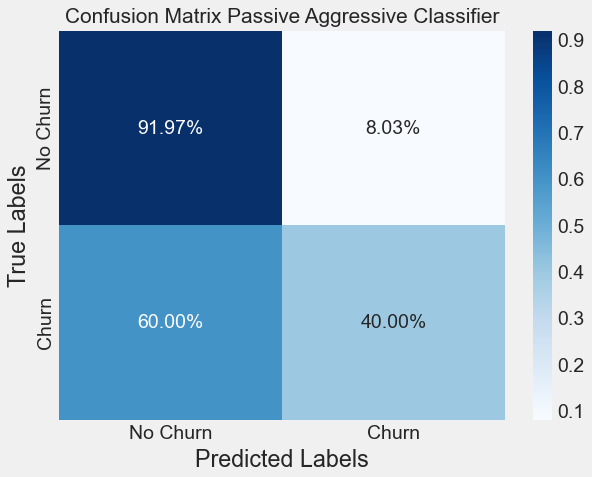 Confusion Matrix Passive Aggressive Classifier
True Labels
No Churn
91.97%
8.03%
Churn
60.00%
40.00%
No Churn
Churn
Predicted Labels
0.9
0.8
0.7
0.6
0.5
0.4
0.3
0.2
0.1